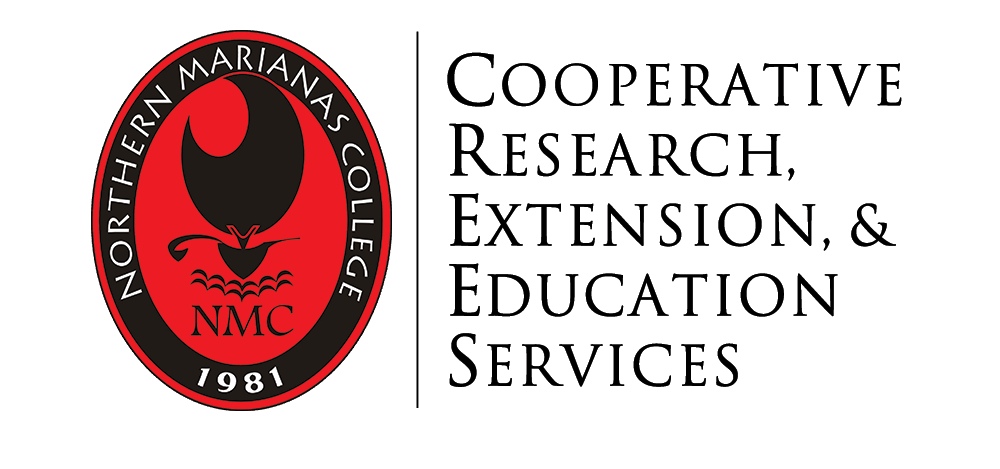 NORTHERN MARIANAS COLLEGE
NMC
1981
COOPERATIVE
RESEARCH,
EXTENSION, &
EDUCATION
SERVICES